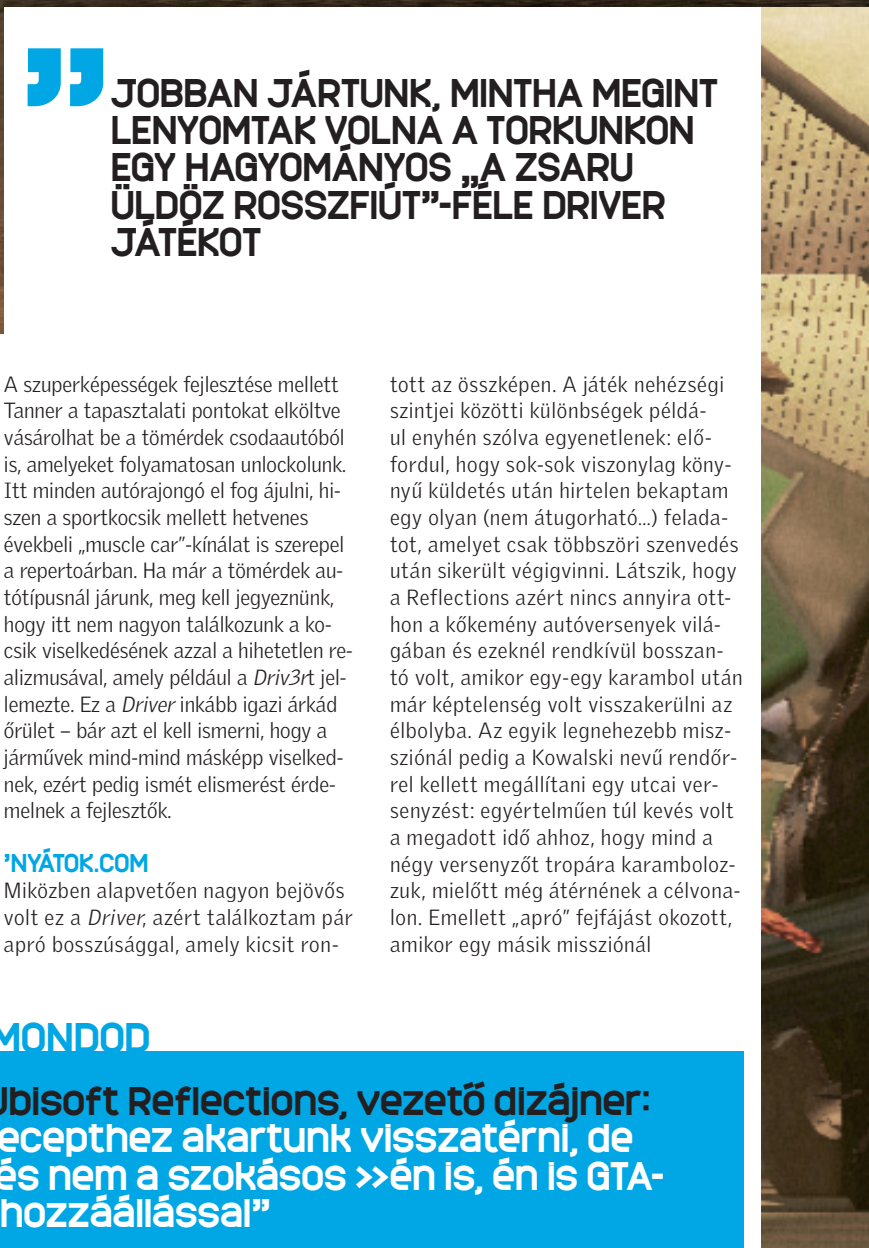 ”
JOBBAN JÁRTUNK, MINTHA MEGINT
LENYOMTAK VOLNA A TORKUNKON
EGY HAGYOMÁNYOS „A ZSARU
ÜLDÖZ ROSSZFIÚT”-FÉLE DRIVER
JÁTÉKOT
A szuperképességek fejlesztése mellett
Tanner a tapasztalati pontokat elköltve
vásárolhat be a tömérdek csodaautóból
is, amelyeket folyamatosan unlockolunk.
Itt minden autórajongó el fog ájulni, hi-
szen a sportkocsik mellett hetvenes
évekbeli „muscle car”-kínálat is szerepel
a repertoárban. Ha már a tömérdek au-
tótípusnál járunk, meg kell jegyeznünk,
hogy itt nem nagyon találkozunk a ko-
csik viselkedésének azzal a hihetetlen re-
alizmusával, amely például a Driv3rt jel-
lemezte. Ez a Driver inkább igazi árkád
őrület – bár azt el kell ismerni, hogy a
járművek mind-mind másképp viselked-
nek, ezért pedig ismét elismerést érde-
melnek a fejlesztők.
’NYÁTOK.COM
Miközben alapvetően nagyon bejövős
volt ez a Driver, azért találkoztam pár
apró bosszúsággal, amely kicsit ron-
tott az összképen. A játék nehézségi
szintjei közötti különbségek példá-
ul enyhén szólva egyenetlenek: elő-
fordul, hogy sok-sok viszonylag köny-
nyű küldetés után hirtelen bekaptam
egy olyan (nem átugorható...) felada-
tot, amelyet csak többszöri szenvedés
után sikerült végigvinni. Látszik, hogy
a Reflections azért nincs annyira ott-
hon a kőkemény autóversenyek vilá-
gában és ezeknél rendkívül bosszan-
tó volt, amikor egy-egy karambol után
már képtelenség volt visszakerülni az
élbolyba. Az egyik legnehezebb misz-
sziónál pedig a Kowalski nevű rendőr-
rel kellett megállítani egy utcai ver-
senyzést: egyértelműen túl kevés volt
a megadott idő ahhoz, hogy mind a
négy versenyzőt tropára karamboloz-
zuk, mielőtt még átérnének a célvona-
lon. Emellett „apró” fejfájást okozott,
amikor egy másik missziónál
MONDOD
Ubisoft Reflections, vezető dizájner:
ecepthez akartunk visszatérni, de
és nem a szokásos >>én is, én is GTA-
hozzáállással”